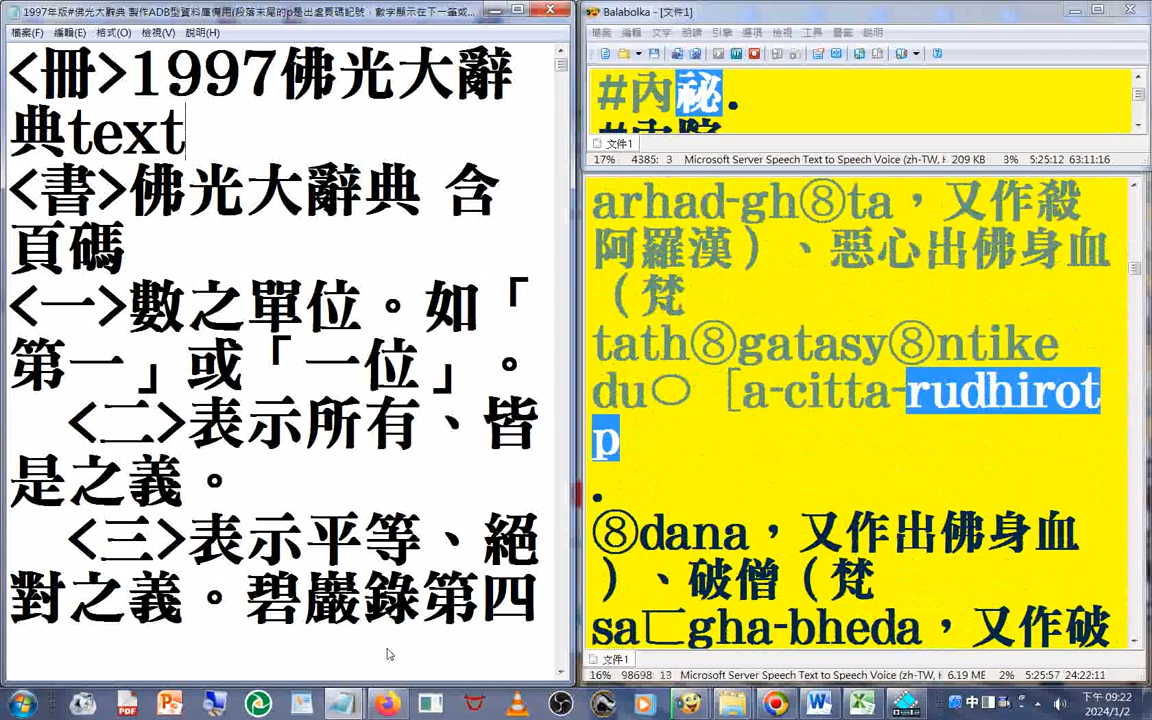 1997年版#佛光大辭典 製作ADB型資料庫備用(段落末尾的p是出處頁碼記號，數字顯示在下一筆或...
檔案(F) 編輯(E) 格式(O) 檢視(V) 說明(H)
<冊>1997佛光大辭
典text
<書>佛光大辭典 含
頁碼
<一>數之單位。如「
第一」或「一位」。
<二>表示所有、皆
是之義。
<三>表示平等、絕
對之義。碧巖錄第四
Balabolka - [文件1]
檔案 編輯 文字 朗讀 引擎 選項 檢視 工具 書籤 說明
#內祕.
#內院
文件1
17% 4385: 3 Microsoft Server Speech Text to Speech Voice (zh-TW, H 209 KB 3% 5:25:12 63:11:16
arhad-gh⑧ta，又作殺
阿羅漢）、惡心出佛身血
（梵
tath⑧gatasy⑧ntike
du〇［a-citta-rudhirot
p
.
⑧dana，又作出佛身血
）、破僧（梵
sa匚gha-bheda，又作破
文件1
16% 98698: 13 Microsoft Server Speech Text to Speech Voice (zh-TW, H 6.19 MB 2% 5:25:57 24:22:11
中
下午 09:22
2024/1/2